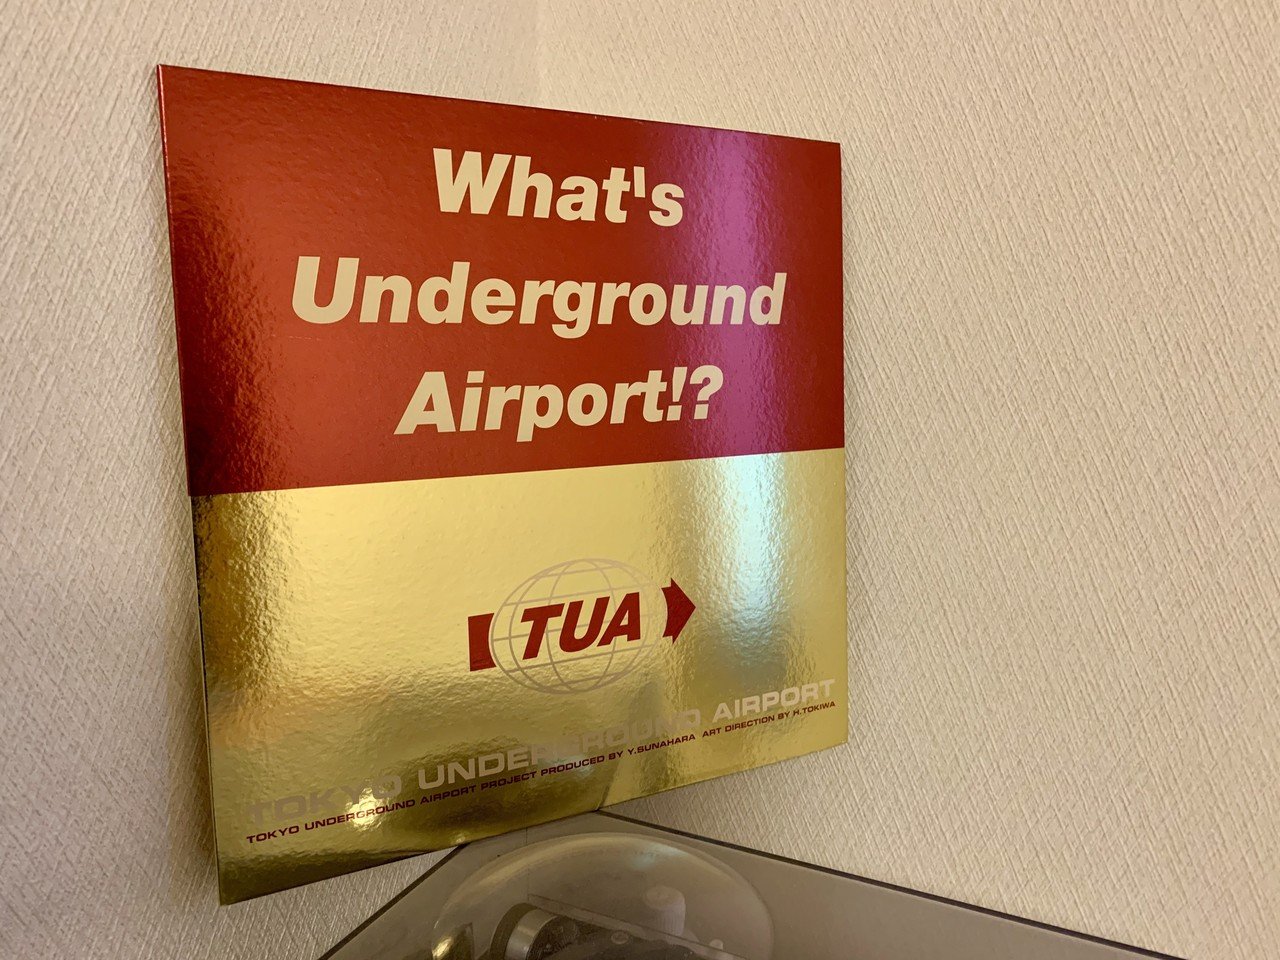 What's
Underground
Airport!?
TUA
TOKYO UNDERGROUND AIRPORT
TOKYO UNDERGROUND AIRPORT PROJECT PRODUCED BY Y.SUNAHARA ART DIRECTION BY H.TOKIWA